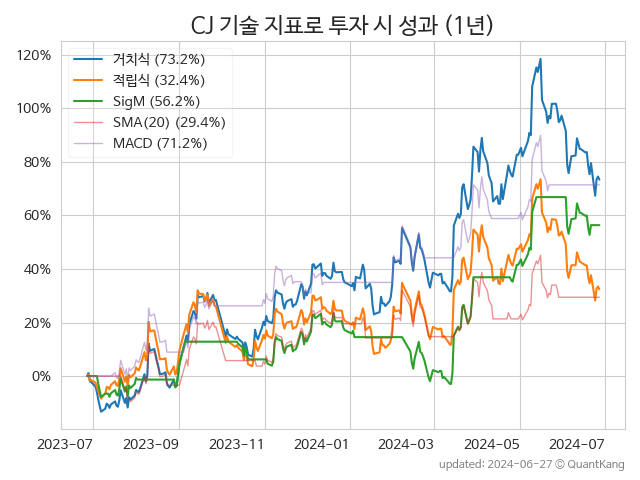 CJ 기술 지표로 투자 시 성과 (1년)
거치식 (73.2%)
적립식 (32.4%)
SigM (56.2%)
SMA(20) (29.4%)
MACD (71.2%)
120%
100%
80%
60%
40%
20%
0%
2023-07 2023-09 2023-11 2024-01 2024-03 2024-05 2024-07
updated: 2024-06-27 © QuantKang